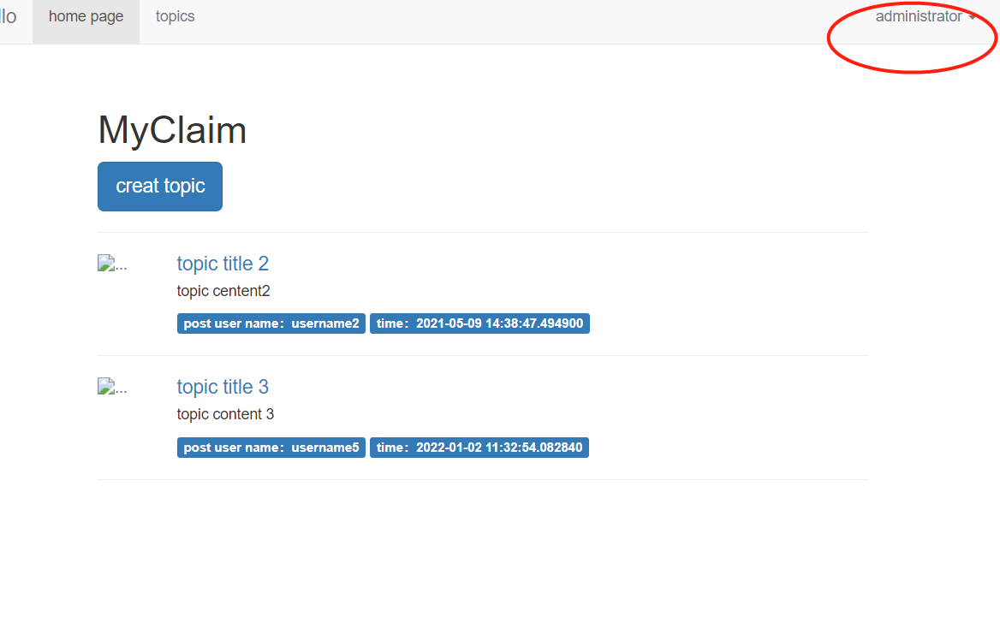 llo home page topics administrator
MyClaim
creat topic
... topic title 2
topic centent2
post user name：username2 time：2021-05-09 14:38:47.494900
... topic title 3
topic content 3
post user name：username5 time：2022-01-02 11:32:54.082840